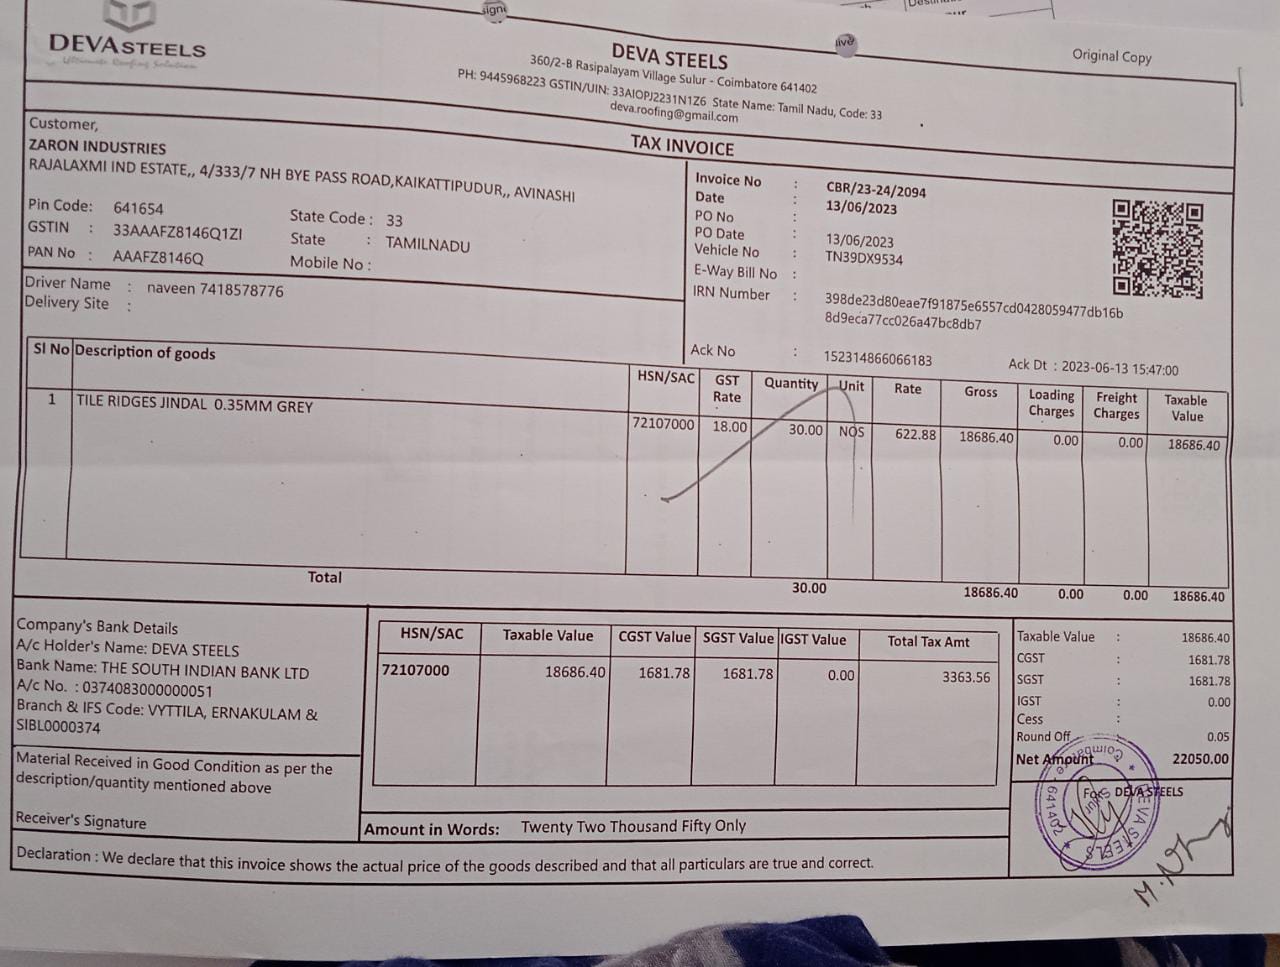 DEVA STEELS
Ultimate Roofing Solution
sign
ive
Original Copy
DEVA STEELS
360/2-B Rasipalayam Village Sulur - Coimbatore 641402
PH: 9445968223 GSTIN/UIN: 33AIOPJ2231N1Z6 State Name: Tamil Nadu, Code: 33
deva.roofing@gmail.com
TAX INVOICE
Customer,
ZARON INDUSTRIES
RAJALAXMI IND ESTATE,, 4/333/7 NH BYE PASS ROAD,KAIKATTIPUDUR,, AVINASHI
Pin Code: 641654 State Code : 33
GSTIN : 33AAAFZ8146Q1ZI State : TAMILNADU
PAN No : AAAFZ8146Q Mobile No :
Driver Name : naveen 7418578776
Delivery Site :
Invoice No : CBR/23-24/2094
Date : 13/06/2023
PO No :
PO Date : 13/06/2023
Vehicle No : TN39DX9534
E-Way Bill No :
IRN Number : 398de23d80eae7f91875e6557cd0428059477db16b
8d9eca77cc026a47bc8db7
Ack No : 152314866066183 Ack Dt : 2023-06-13 15:47:00
SI No Description of goods HSN/SAC GST Rate Quantity Unit Rate Gross Loading Charges Freight Charges Taxable Value
1 TILE RIDGES JINDAL 0.35MM GREY 72107000 18.00 30.00 NOS 622.88 18686.40 0.00 0.00 18686.40
Total 30.00 18686.40 0.00 0.00 18686.40
Company's Bank Details
A/c Holder's Name: DEVA STEELS
Bank Name: THE SOUTH INDIAN BANK LTD
A/c No. : 0374083000000051
Branch & IFS Code: VYTTILA, ERNAKULAM &
SIBL0000374
Material Received in Good Condition as per the
description/quantity mentioned above
Receiver's Signature
HSN/SAC Taxable Value CGST Value SGST Value IGST Value Total Tax Amt
72107000 18686.40 1681.78 1681.78 0.00 3363.56
Amount in Words: Twenty Two Thousand Fifty Only
Taxable Value : 18686.40
CGST : 1681.78
SGST : 1681.78
IGST : 0.00
Cess :
Round Off 0.05
Net Amount 22050.00
For DEVA STEELS
DEVA STEELS Sulur Coimbatore - 641402
Declaration : We declare that this invoice shows the actual price of the goods described and that all particulars are true and correct.